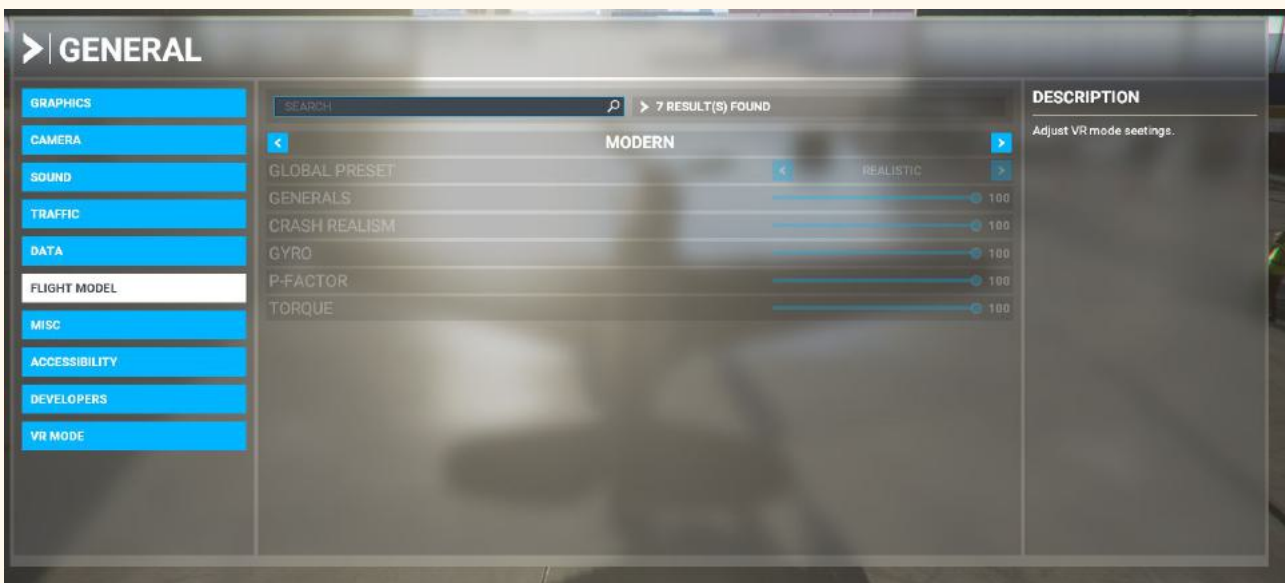 GENERAL
GRAPHICS
CAMERA
SOUND
TRAFFIC
DATA
FLIGHT MODEL
MISC
ACCESSIBILITY
DEVELOPERS
VR MODE
SEARCH
7 RESULT(S) FOUND
MODERN
GLOBAL PRESET REALISTIC
GENERALS 100
CRASH REALISM 100
GYRO 100
P-FACTOR 100
TORQUE 100
DESCRIPTION
Adjust VR mode seetings.